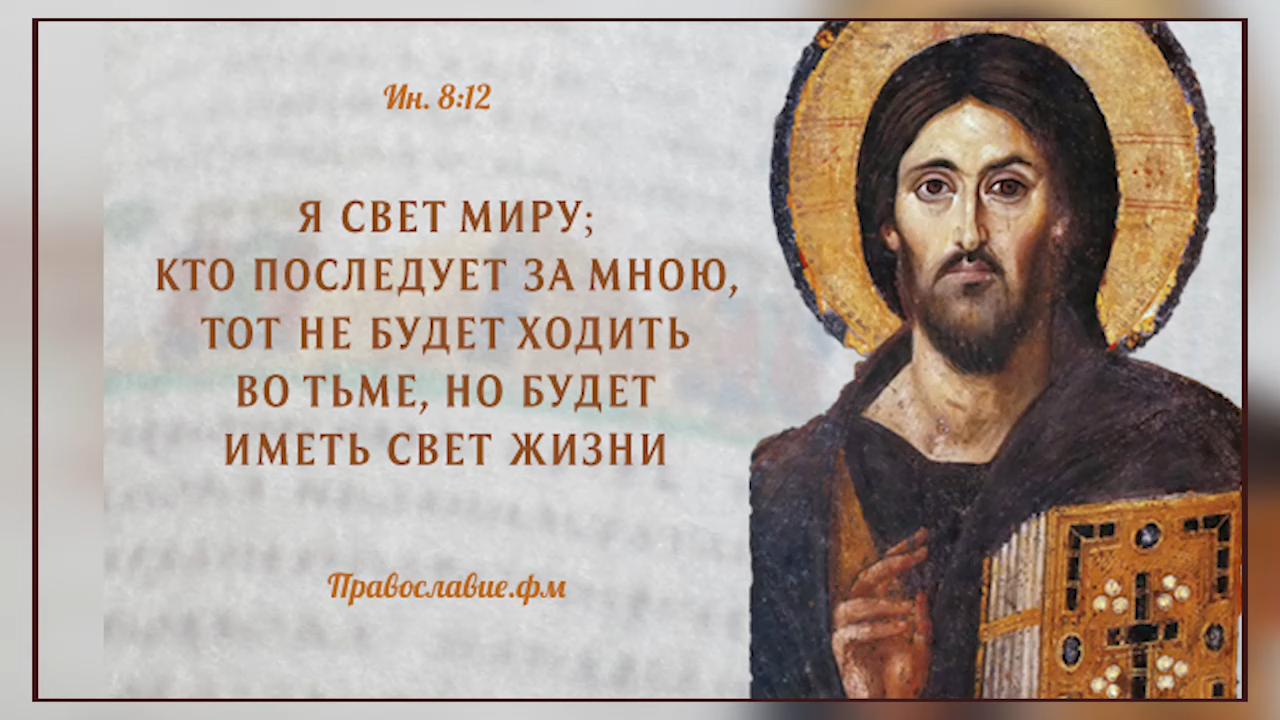 Ин. 8:12
Я СВЕТ МИРУ;
КТО ПОСЛЕДУЕТ ЗА МНОЮ,
ТОТ НЕ БУДЕТ ХОДИТЬ
ВО ТЬМЕ, НО БУДЕТ
ИМЕТЬ СВЕТ ЖИЗНИ
Православие.фм